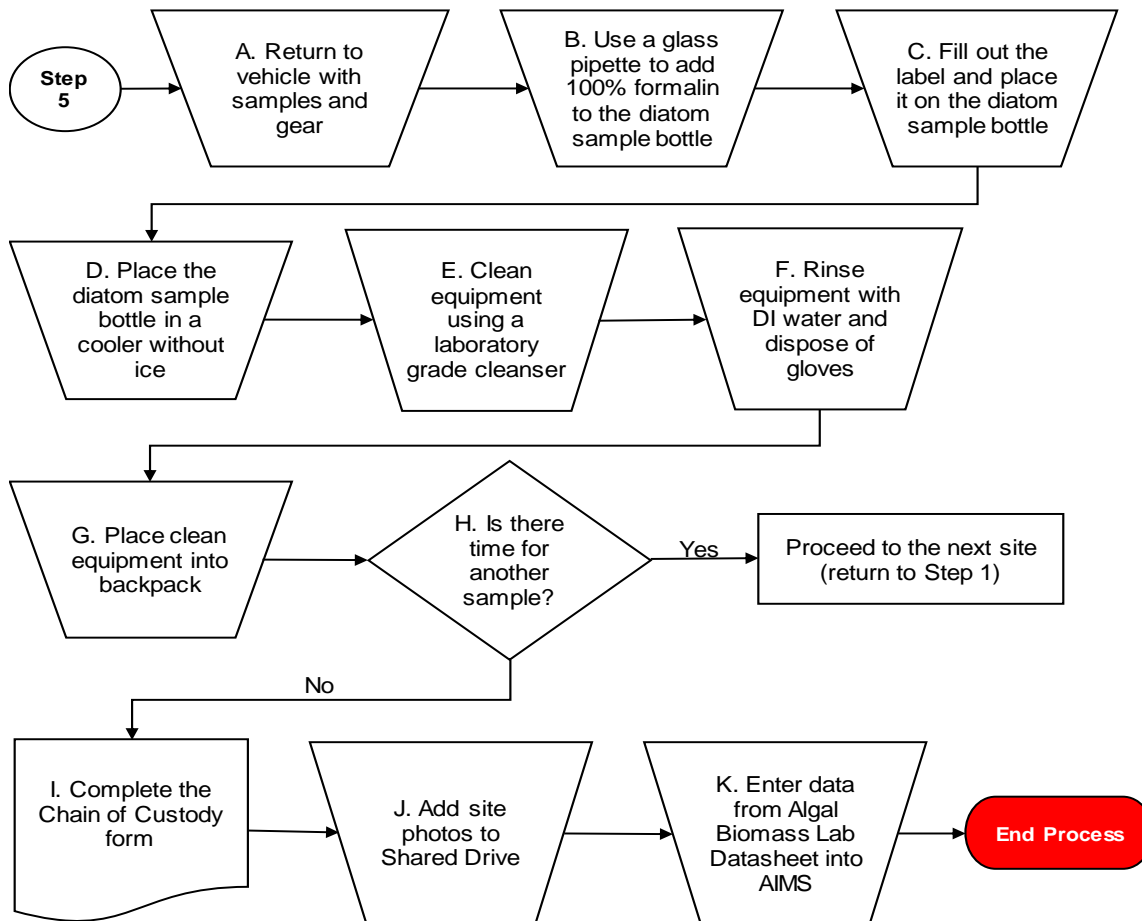 Step
5
A. Return to
vehicle with
samples and
gear
B. Use a glass
pipette to add
100% formalin
to the diatom
sample bottle
C. Fill out the
label and place
it on the diatom
sample bottle
D. Place the
diatom sample
bottle in a
cooler without
ice
E. Clean
equipment
using a
laboratory
grade cleanser
F. Rinse
equipment with
DI water and
dispose of
gloves
G. Place clean
equipment into
backpack
H. Is there
time for
another
sample?
Yes
Proceed to the next site
(return to Step 1)
No
I. Complete the
Chain of Custody
form
J. Add site
photos to
Shared Drive
K. Enter data
from Algal
Biomass Lab
Datasheet into
AIMS
End Process